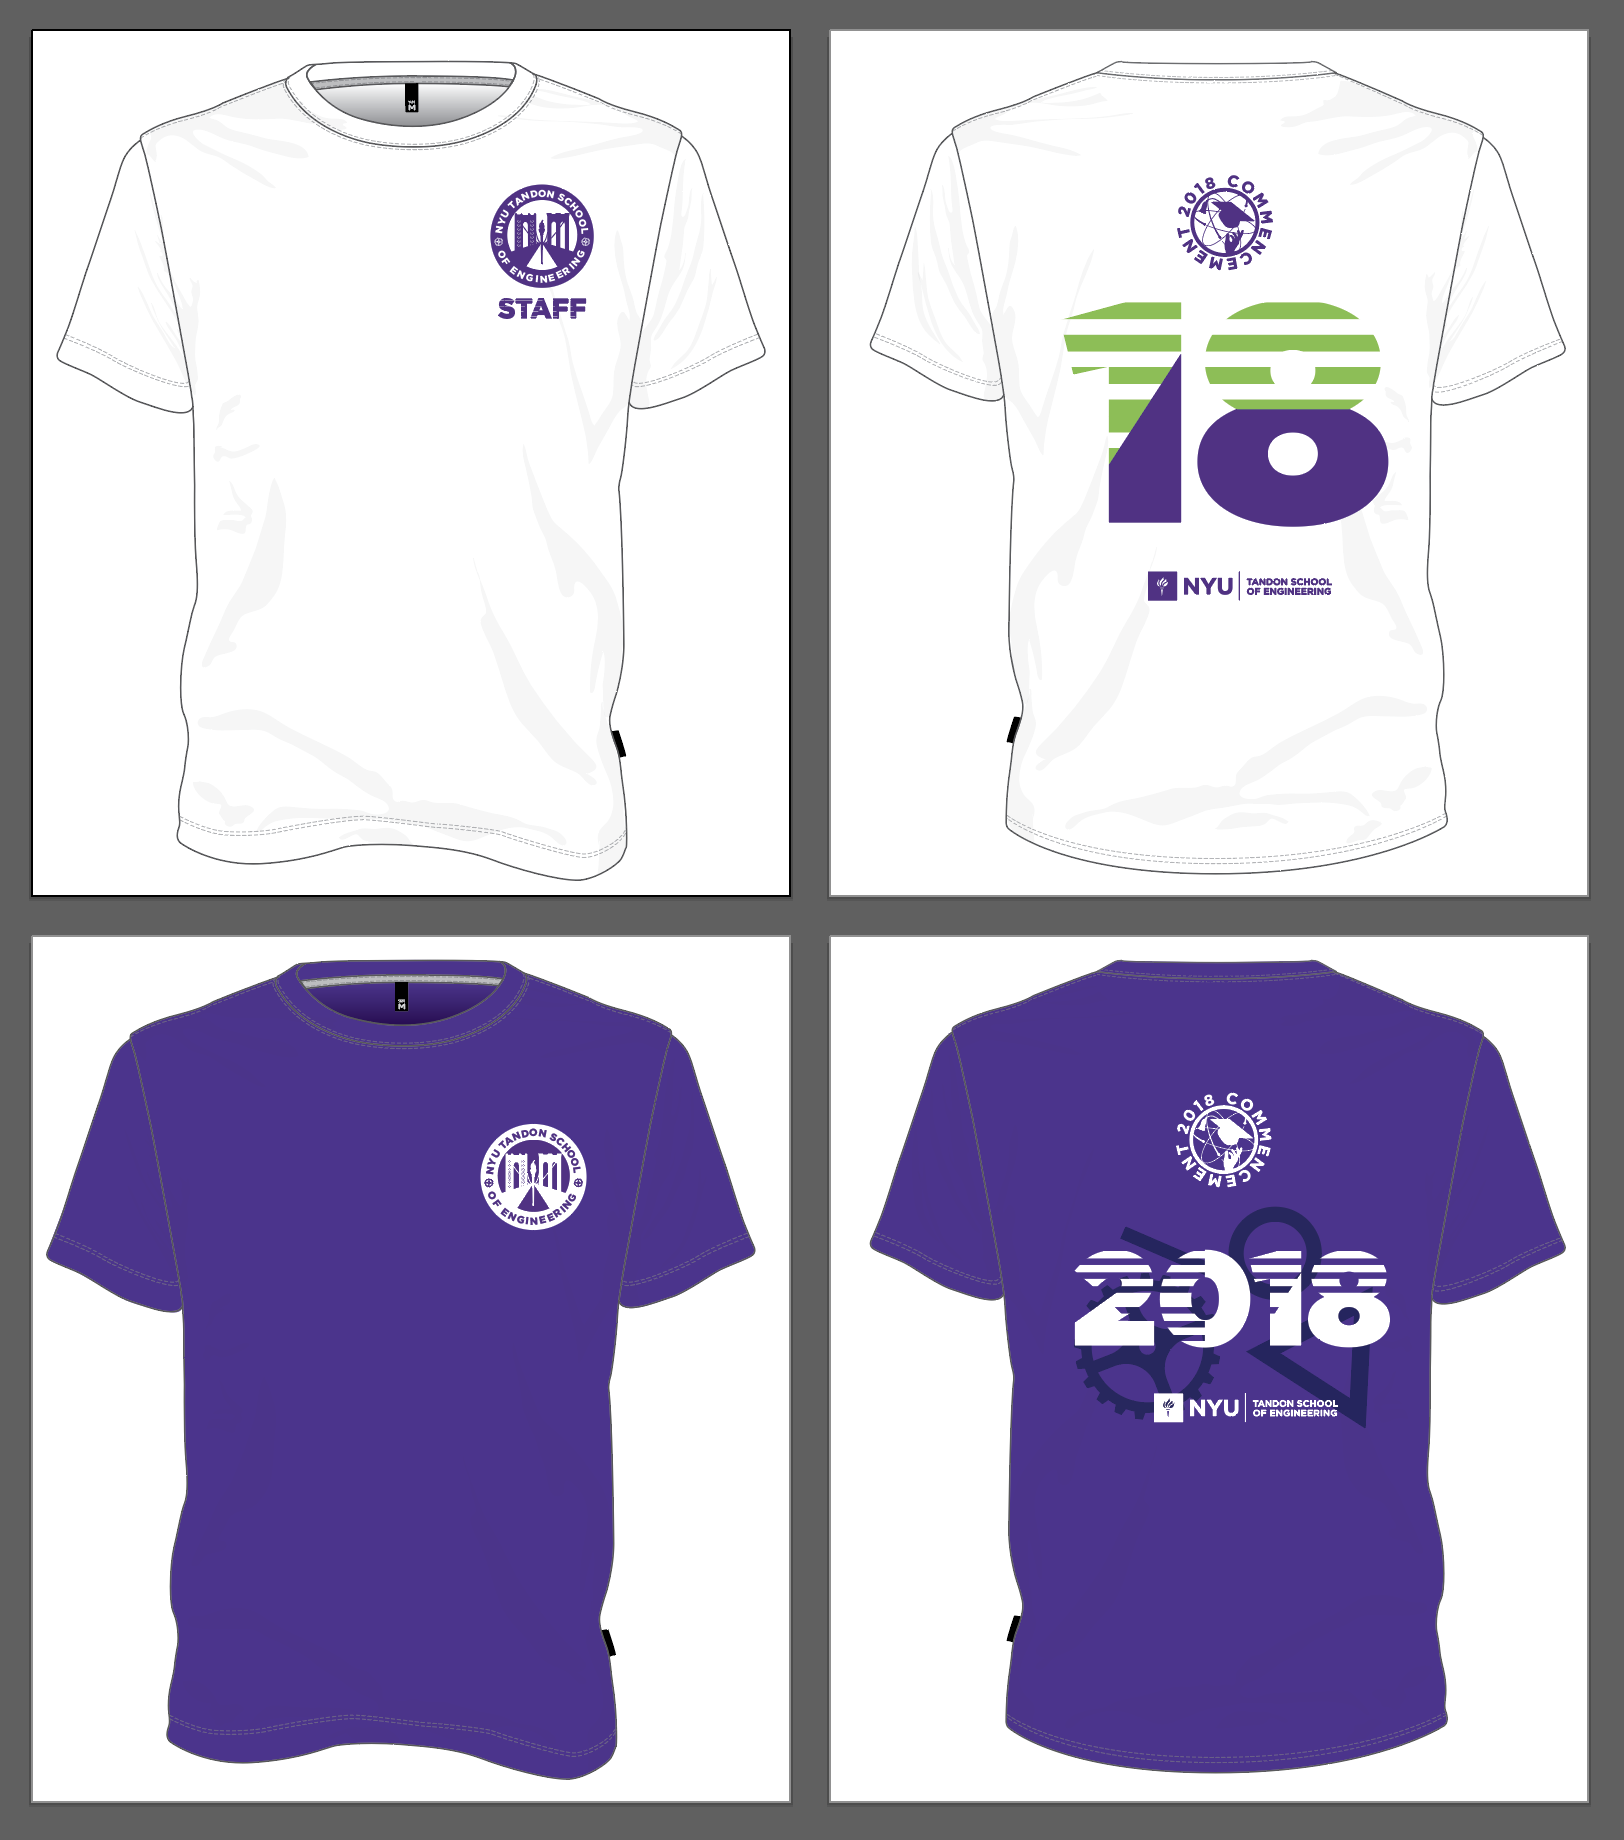 NYU TANDON SCHOOL
OF ENGINEERING
STAFF
M
2018 COMMENCEMENT
18
NYU
TANDON SCHOOL
OF ENGINEERING
NYU TANDON SCHOOL
OF ENGINEERING
M
2018 COMMENCEMENT
2018
NYU
TANDON SCHOOL
OF ENGINEERING